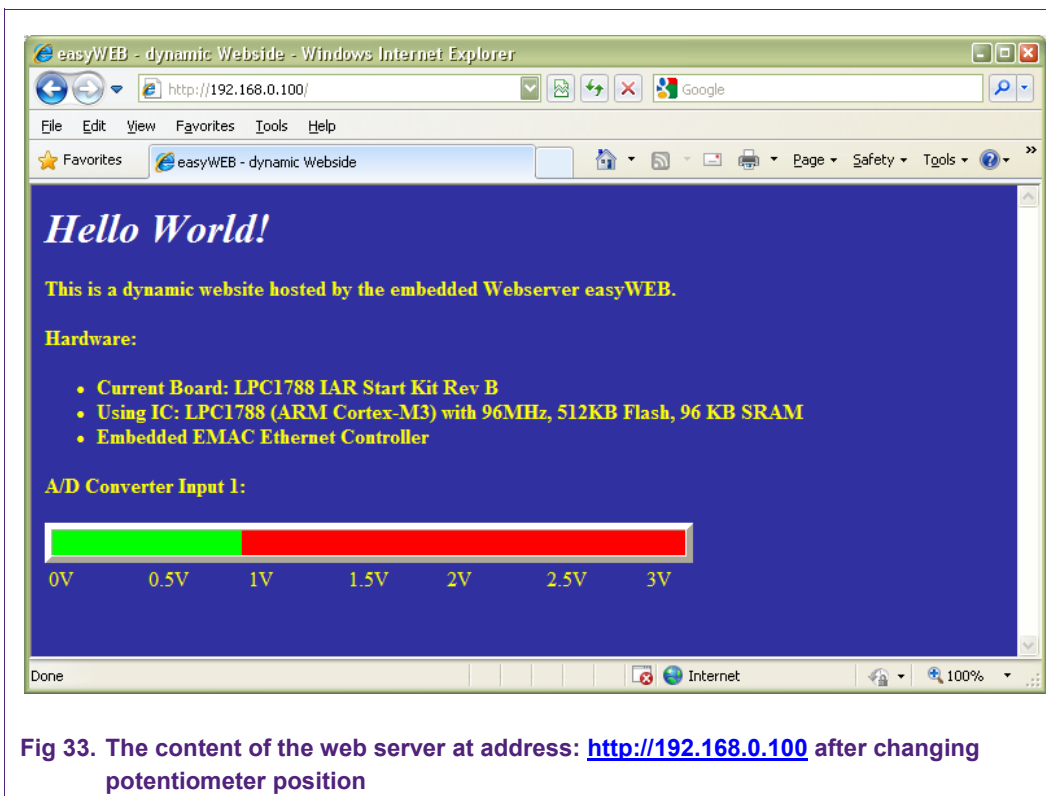 easyWEB - dynamic Webside - Windows Internet Explorer
http://192.168.0.100/
Google
File Edit View Favorites Tools Help
Favorites easyWEB - dynamic Webside Page Safety Tools
Hello World!
This is a dynamic website hosted by the embedded Webserver easyWEB.
Hardware:
• Current Board: LPC1788 IAR Start Kit Rev B
• Using IC: LPC1788 (ARM Cortex-M3) with 96MHz, 512KB Flash, 96 KB SRAM
• Embedded EMAC Ethernet Controller
A/D Converter Input 1:
0V 0.5V 1V 1.5V 2V 2.5V 3V
Done Internet 100%
Fig 33. The content of the web server at address: http://192.168.0.100 after changing
potentiometer position